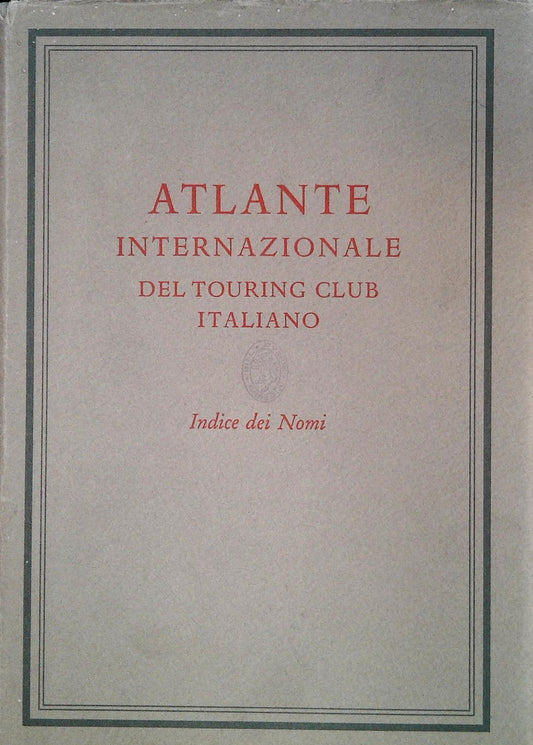 ATLANTE
INTERNAZIONALE
DEL TOURING CLUB
ITALIANO
Indice dei Nomi